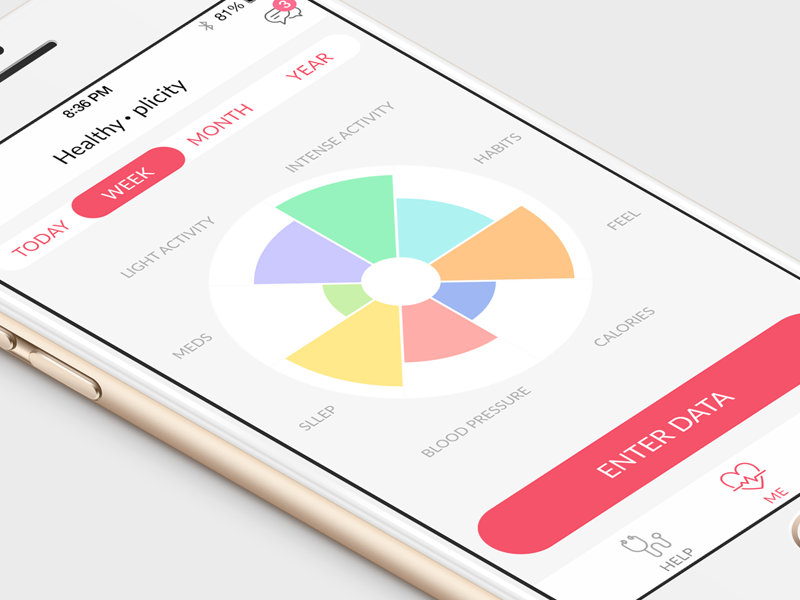 81%
3
8:36 PM
Healthy • plicity
TODAY
WEEK
MONTH
YEAR
INTENSE ACTIVITY
HABITS
LIGHT ACTIVITY
FEEL
MEDS
CALORIES
SLLEP
BLOOD PRESSURE
ENTER DATA
HELP
ME